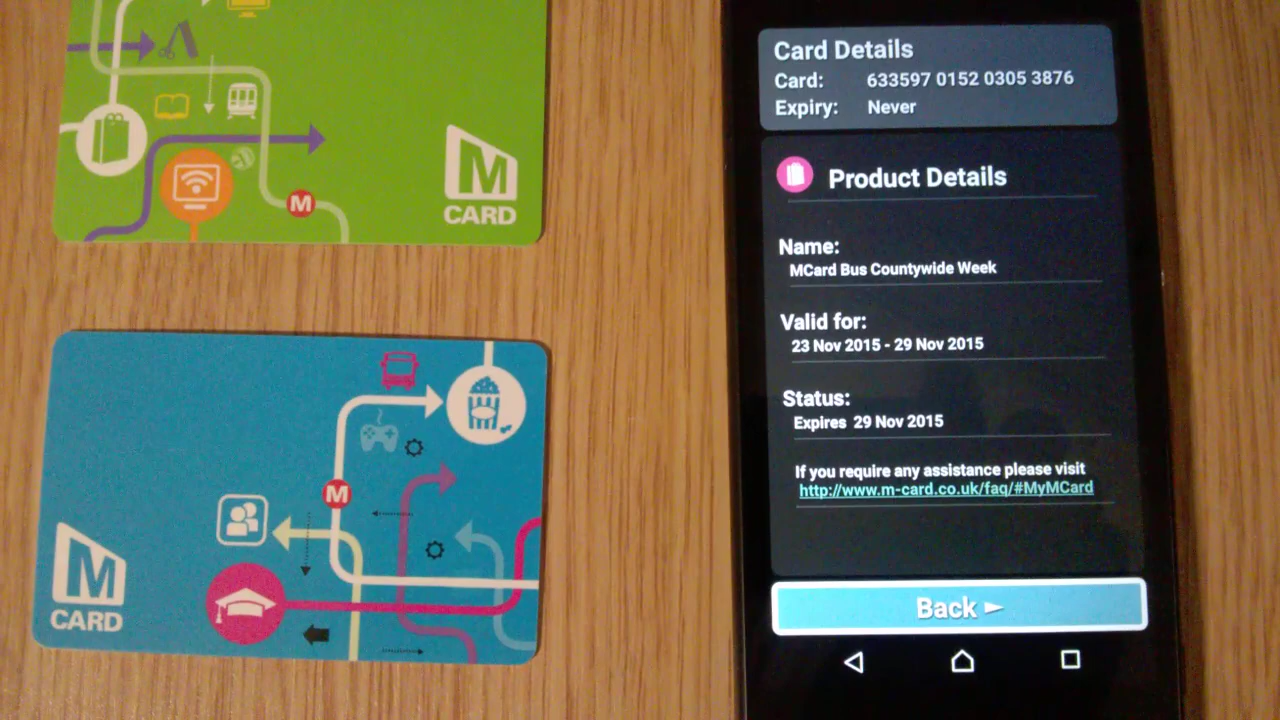 M
M
CARD
M
M
CARD
Card Details
Card: 633597 0152 0305 3876
Expiry: Never
Product Details
Name:
MCard Bus Countywide Week
Valid for:
23 Nov 2015 - 29 Nov 2015
Status:
Expires 29 Nov 2015
If you require any assistance please visit
http://www.m-card.co.uk/faq/#MyMCard
Back